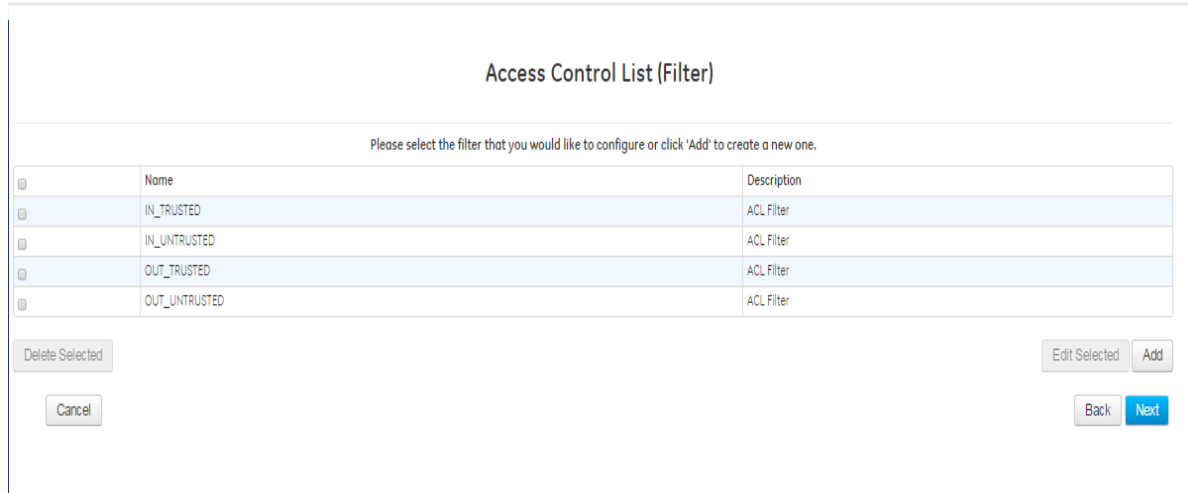 Access Control List (Filter)
Please select the filter that you would like to configure or click 'Add' to create a new one.
Name Description
IN_TRUSTED ACL Filter
IN_UNTRUSTED ACL Filter
OUT_TRUSTED ACL Filter
OUT_UNTRUSTED ACL Filter
Delete Selected Edit Selected Add
Cancel Back Next